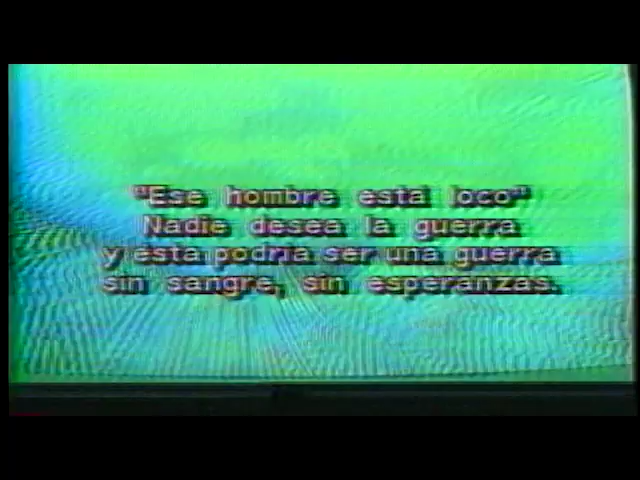 "Ese hombre está loco"
Nadie desea la guerra
y ésta podría ser una guerra
sin sangre, sin esperanzas.